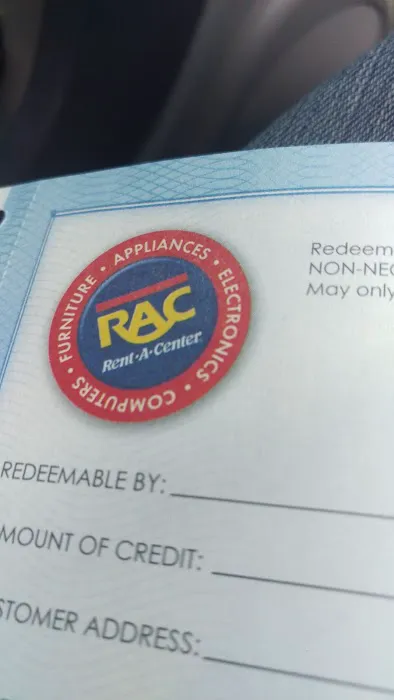 FURNITURE • APPLIANCES • ELECTRONICS • COMPUTERS •
RAC
Rent-A-Center
Redeem
NON-NEG
May only
REDEEMABLE BY:
MOUNT OF CREDIT:
STOMER ADDRESS: